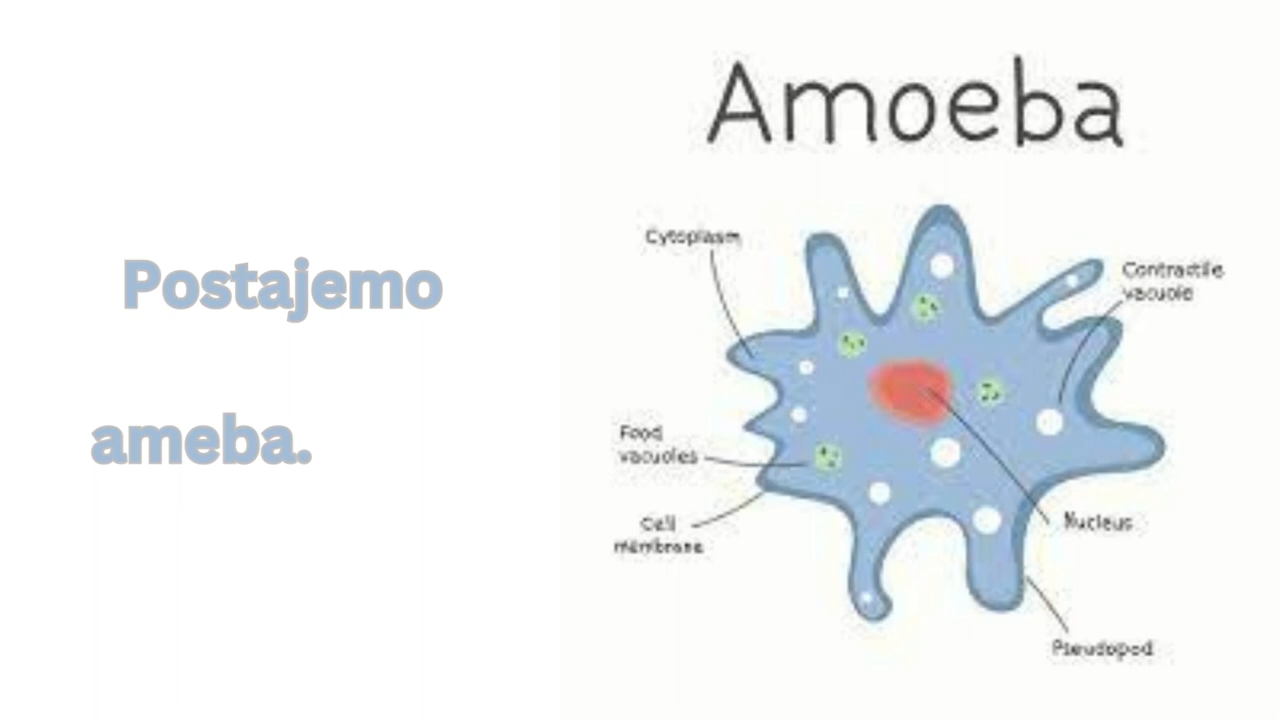 Amoeba
Postajemo
ameba.
Cytoplasm
Contractile
vacuole
Food
vacuoles
Cell
membrane
Nucleus
Pseudopod